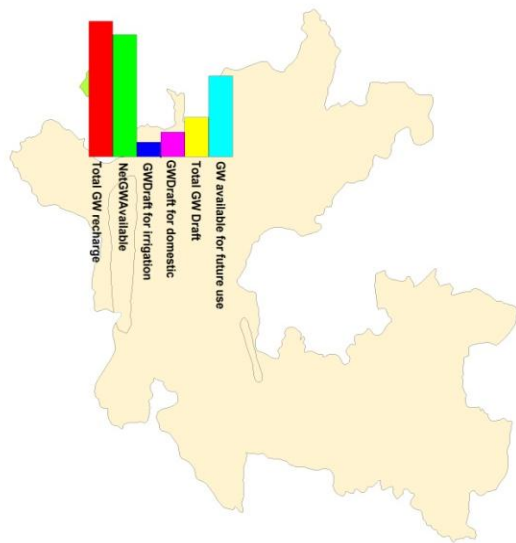 Total GW recharge
NetGWAvailable
GWDraft for irrigation
GWDraft for domestic
Total GW Draft
GW available for future use